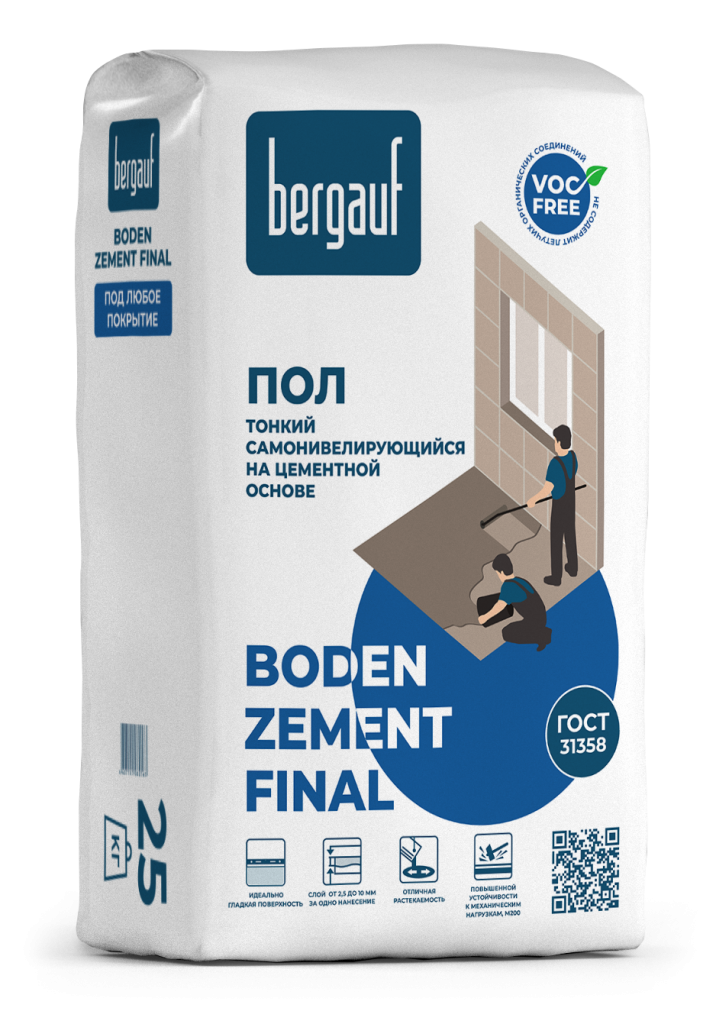 bergauf
BODEN
ZEMENT FINAL
ПОД ЛЮБОЕ
ПОКРЫТИЕ
25
КГ
bergauf
НЕ СОДЕРЖИТ ЛЕТУЧИХ ОРГАНИЧЕСКИХ СОЕДИНЕНИЙ
VOC
FREE
ПОЛ
ТОНКИЙ
САМОНИВЕЛИРУЮЩИЙСЯ
НА ЦЕМЕНТНОЙ
ОСНОВЕ
BODEN
ZEMENT
FINAL
ГОСТ
31358
ИДЕАЛЬНО
ГЛАДКАЯ ПОВЕРХНОСТЬ
СЛОЙ ОТ 2,5 ДО 10 ММ
ЗА ОДНО НАНЕСЕНИЕ
ОТЛИЧНАЯ
РАСТЕКАЕМОСТЬ
ПОВЫШЕННОЙ
УСТОЙЧИВОСТИ
К МЕХАНИЧЕСКИМ
НАГРУЗКАМ, М200